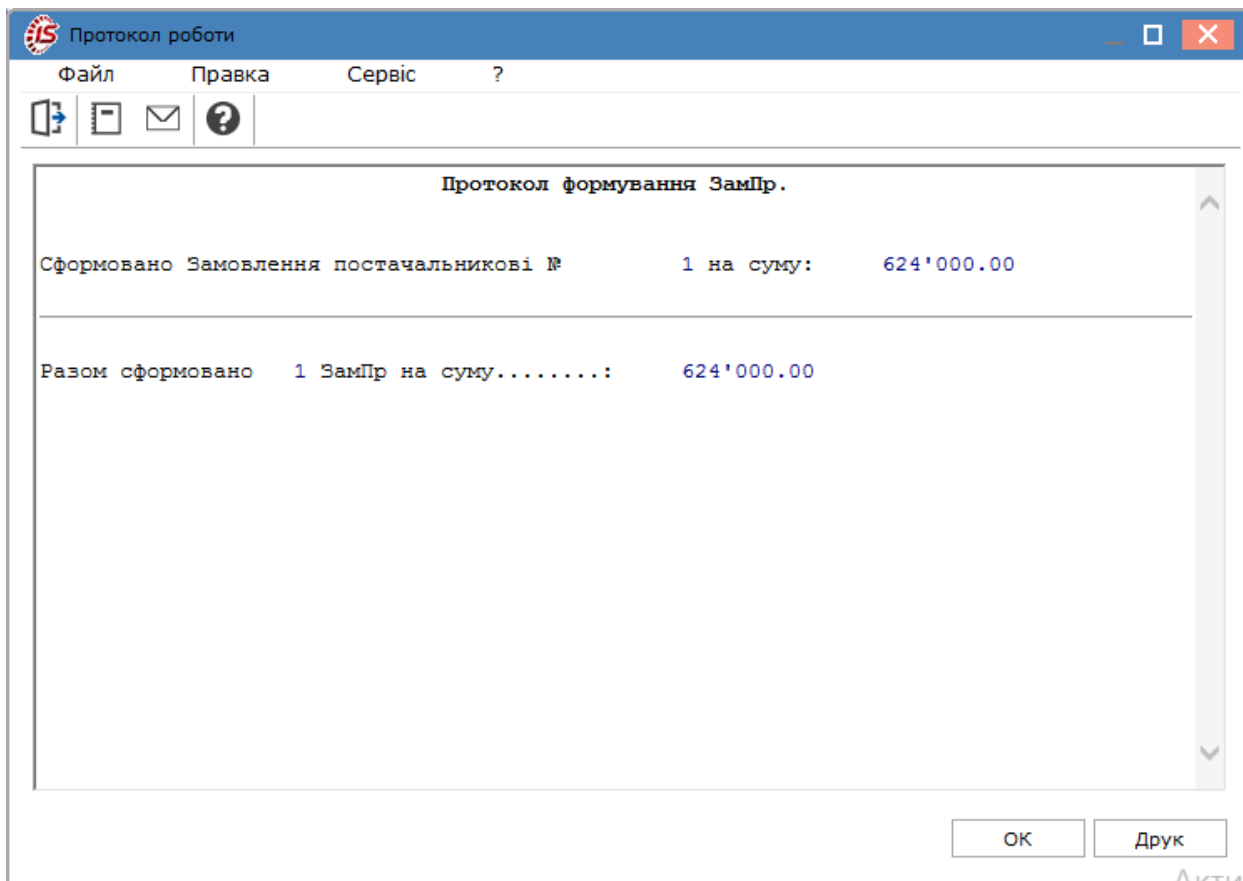 Протокол роботи
Файл Правка Сервіс ?
Протокол формування ЗамПр.
Сформовано Замовлення постачальникові № 1 на суму: 624'000.00
Разом сформовано 1 ЗамПр на суму........: 624'000.00
ОК Друк